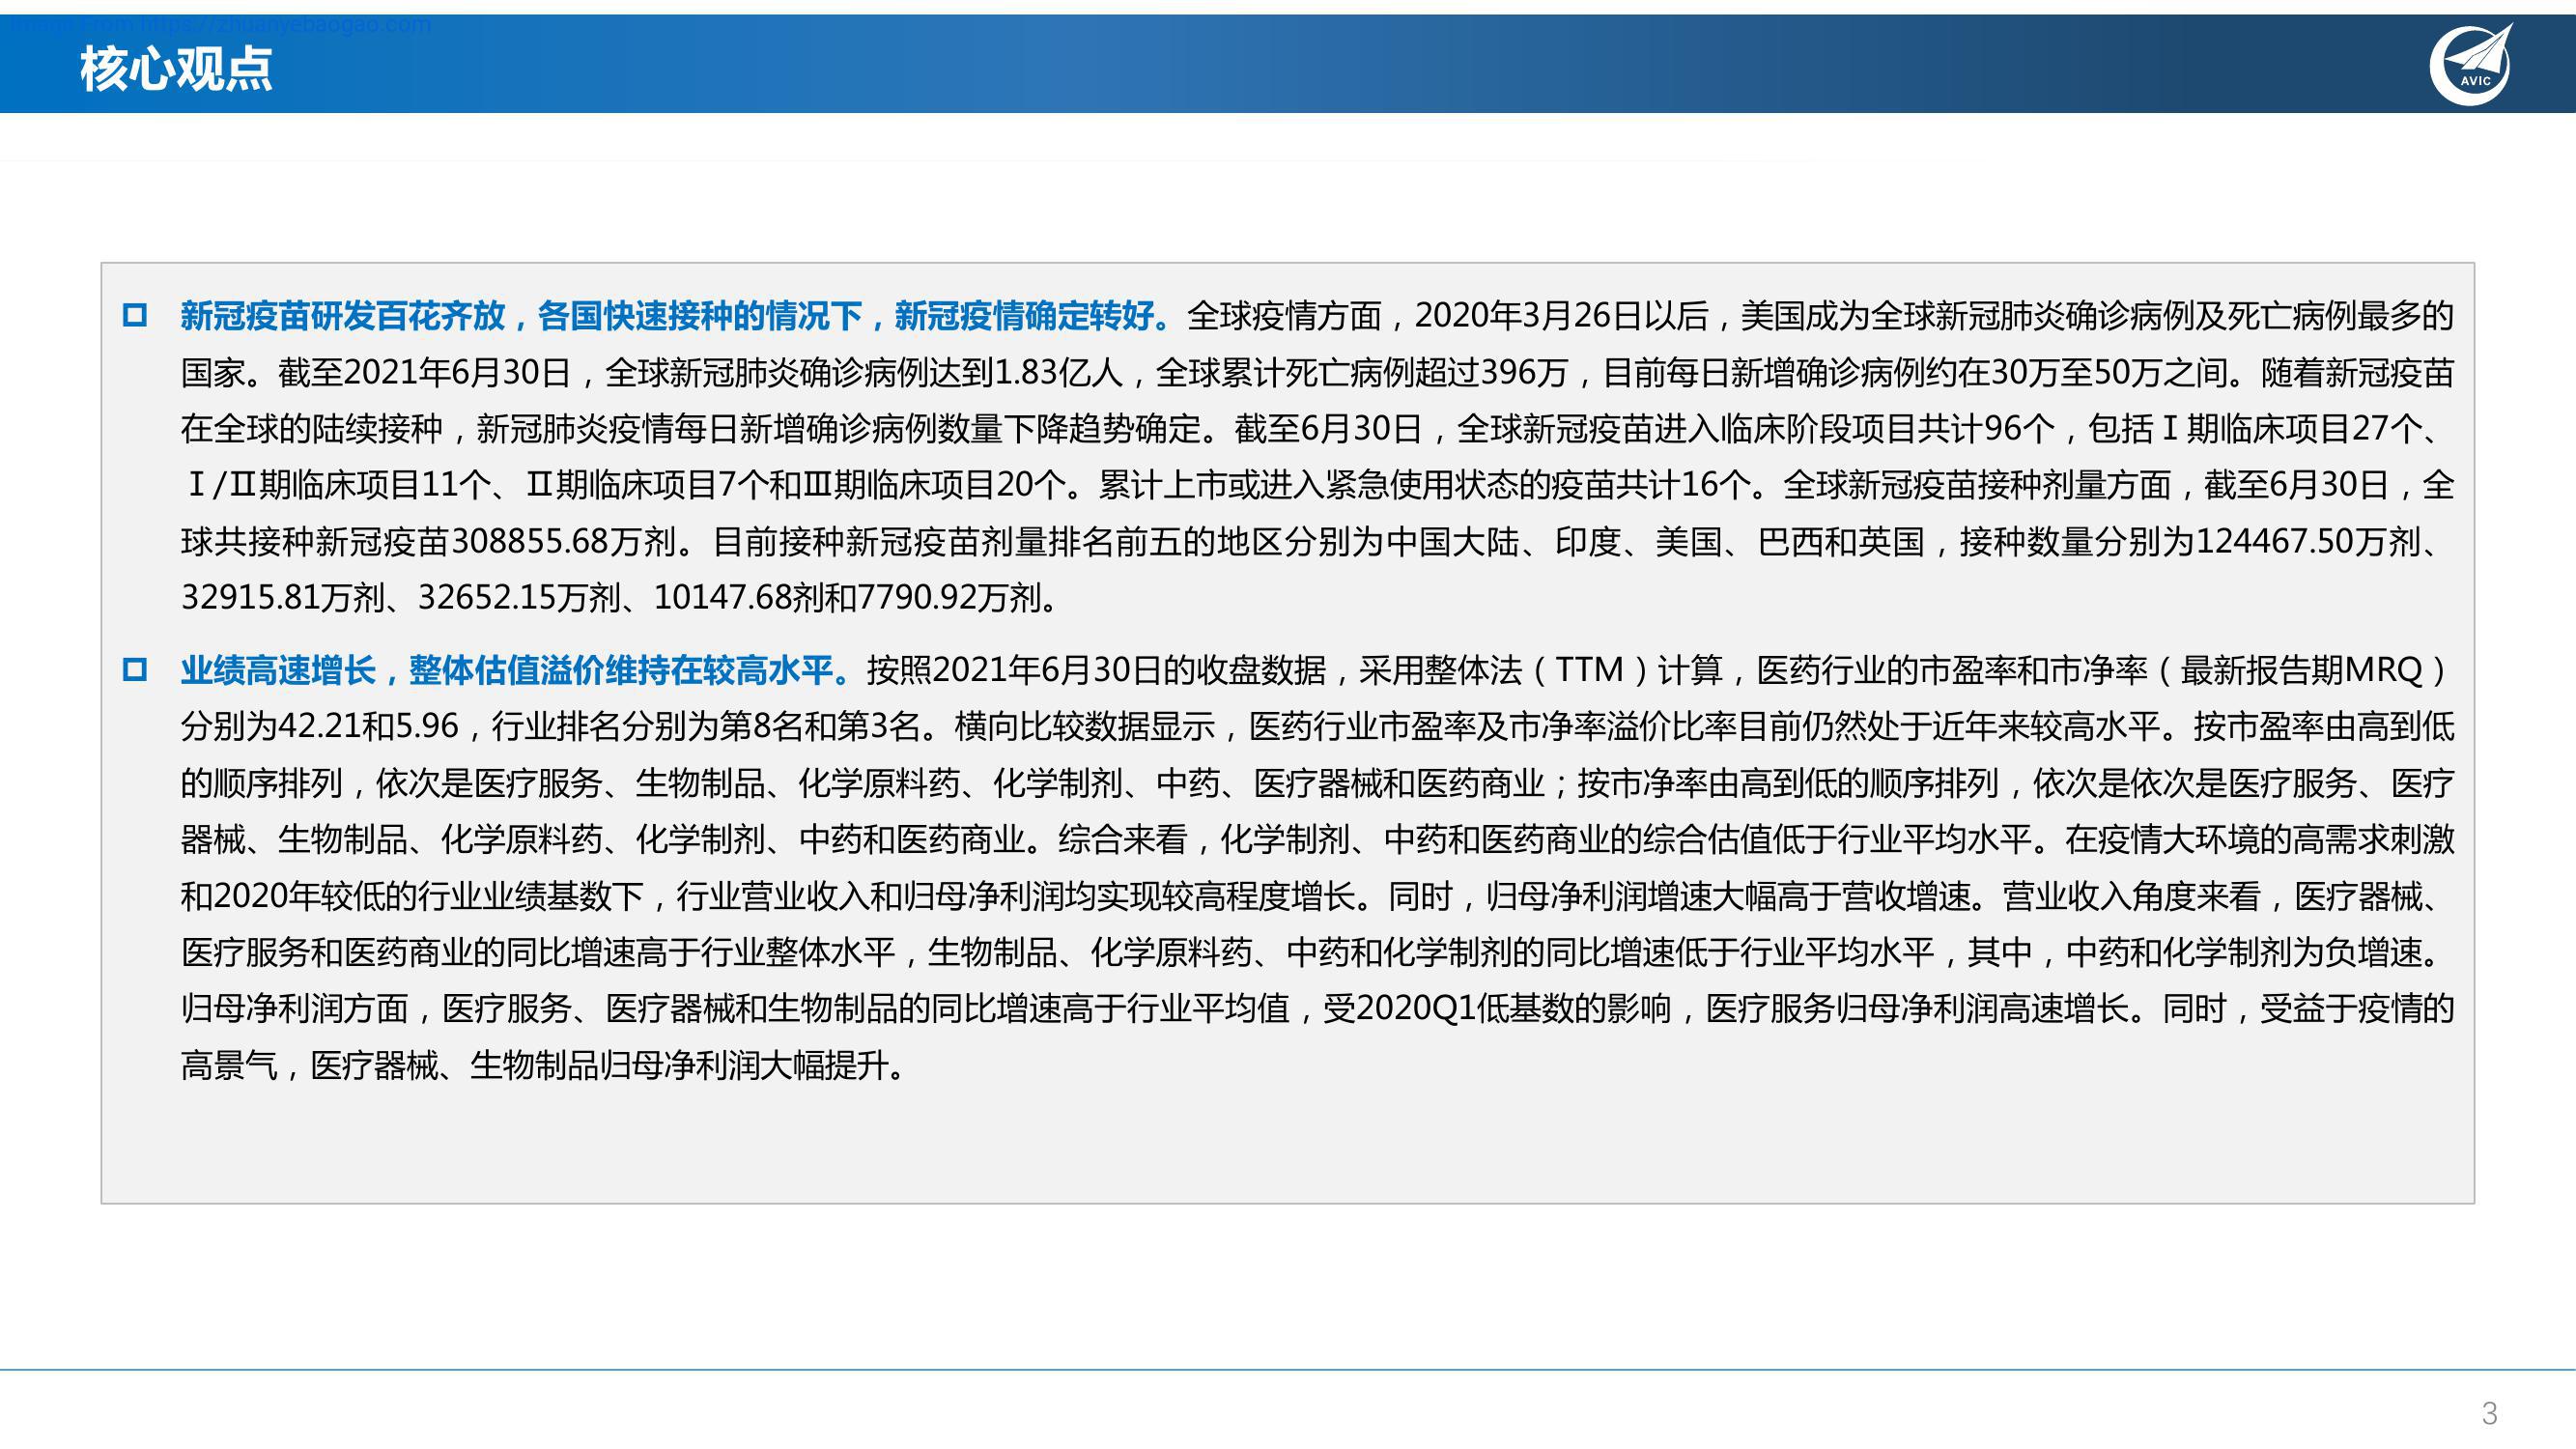 Image From https://zhuanyebaogao.com
核心观点
AVIC
新冠疫苗研发百花齐放，各国快速接种的情况下，新冠疫情确定转好。全球疫情方面，2020年3月26日以后，美国成为全球新冠肺炎确诊病例及死亡病例最多的
国家。截至2021年6月30日，全球新冠肺炎确诊病例达到1.83亿人，全球累计死亡病例超过396万，目前每日新增确诊病例约在30万至50万之间。随着新冠疫苗
在全球的陆续接种，新冠肺炎疫情每日新增确诊病例数量下降趋势确定。截至6月30日，全球新冠疫苗进入临床阶段项目共计96个，包括Ⅰ期临床项目27个、
Ⅰ/Ⅱ期临床项目11个、Ⅱ期临床项目7个和Ⅲ期临床项目20个。累计上市或进入紧急使用状态的疫苗共计16个。全球新冠疫苗接种剂量方面，截至6月30日，全
球共接种新冠疫苗308855.68万剂。目前接种新冠疫苗剂量排名前五的地区分别为中国大陆、印度、美国、巴西和英国，接种数量分别为124467.50万剂、
32915.81万剂、32652.15万剂、10147.68剂和7790.92万剂。
业绩高速增长，整体估值溢价维持在较高水平。按照2021年6月30日的收盘数据，采用整体法（TTM）计算，医药行业的市盈率和市净率（最新报告期MRQ）
分别为42.21和5.96，行业排名分别为第8名和第3名。横向比较数据显示，医药行业市盈率及市净率溢价比率目前仍然处于近年来较高水平。按市盈率由高到低
的顺序排列，依次是医疗服务、生物制品、化学原料药、化学制剂、中药、医疗器械和医药商业；按市净率由高到低的顺序排列，依次是依次是医疗服务、医疗
器械、生物制品、化学原料药、化学制剂、中药和医药商业。综合来看，化学制剂、中药和医药商业的综合估值低于行业平均水平。在疫情大环境的高需求刺激
和2020年较低的行业业绩基数下，行业营业收入和归母净利润均实现较高程度增长。同时，归母净利润增速大幅高于营收增速。营业收入角度来看，医疗器械、
医疗服务和医药商业的同比增速高于行业整体水平，生物制品、化学原料药、中药和化学制剂的同比增速低于行业平均水平，其中，中药和化学制剂为负增速。
归母净利润方面，医疗服务、医疗器械和生物制品的同比增速高于行业平均值，受2020Q1低基数的影响，医疗服务归母净利润高速增长。同时，受益于疫情的
高景气，医疗器械、生物制品归母净利润大幅提升。
3